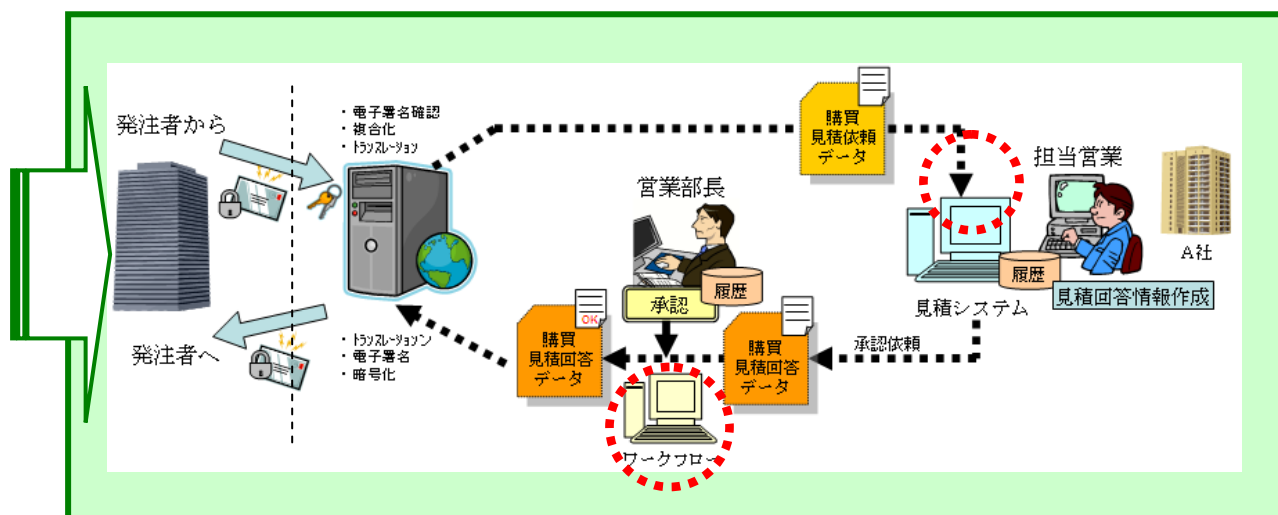 発注者から
・電子署名確認
・複合化
・トランスレーション
購買
見積依頼
データ
担当営業
A社
営業部長
履歴
承認
履歴
見積回答情報作成
見積システム
OK
購買
見積回答
データ
購買
見積回答
データ
承認依頼
発注者へ
・トランスレーションン
・電子署名
・暗号化
ワークフロー